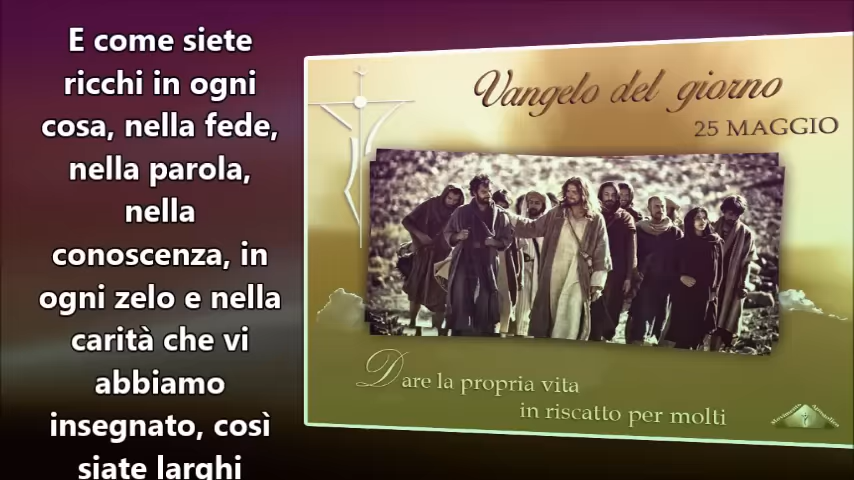 E come siete
ricchi in ogni
cosa, nella fede,
nella parola,
nella
conoscenza, in
ogni zelo e nella
carità che vi
abbiamo
insegnato, così
siate larghi
Vangelo del giorno
25 MAGGIO
Dare la propria vita
in riscatto per molti